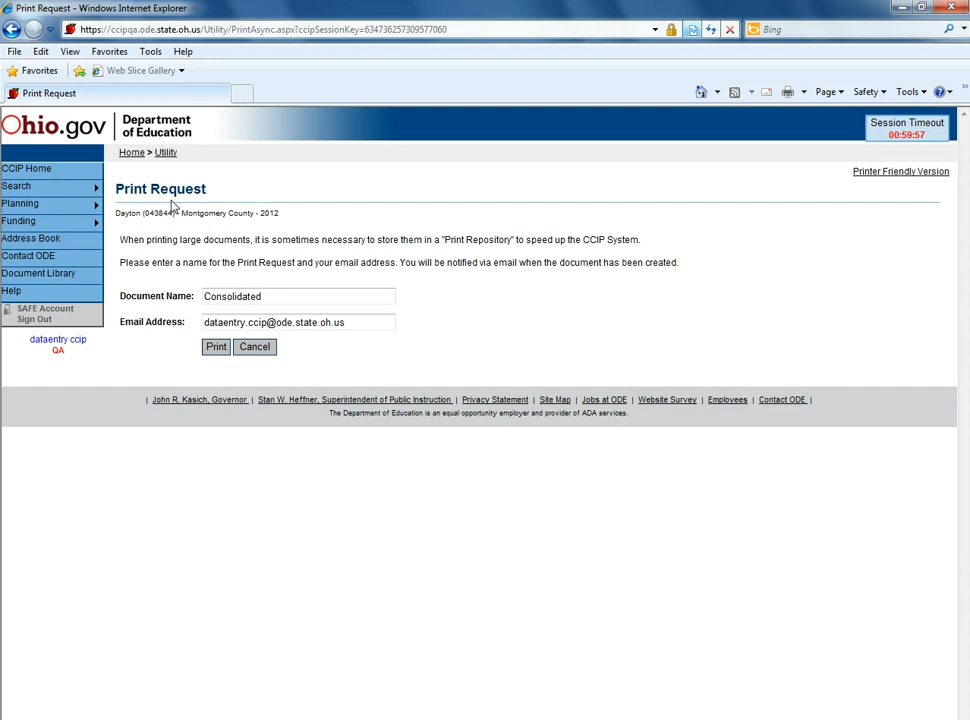 Print Request - Windows Internet Explorer
https://ccipqa.ode.state.oh.us/Utility/PrintAsync.aspx?ccipSessionKey=634736257309577060
Bing
File Edit View Favorites Tools Help
Favorites Web Slice Gallery
Print Request
Page Safety Tools
Ohio.gov Department of Education
Session Timeout
00:59:57
Home > Utility
Printer Friendly Version
CCIP Home
Search
Planning
Funding
Address Book
Contact ODE
Document Library
Help
SAFE Account
Sign Out
dataentry ccip
QA
Print Request
Dayton (043844) - Montgomery County - 2012
When printing large documents, it is sometimes necessary to store them in a "Print Repository" to speed up the CCIP System.
Please enter a name for the Print Request and your email address. You will be notified via email when the document has been created.
Document Name: Consolidated
Email Address: dataentry.ccip@ode.state.oh.us
Print Cancel
| John R. Kasich, Governor | Stan W. Heffner, Superintendent of Public Instruction | Privacy Statement | Site Map | Jobs at ODE | Website Survey | Employees | Contact ODE |
The Department of Education is an equal opportunity employer and provider of ADA services.